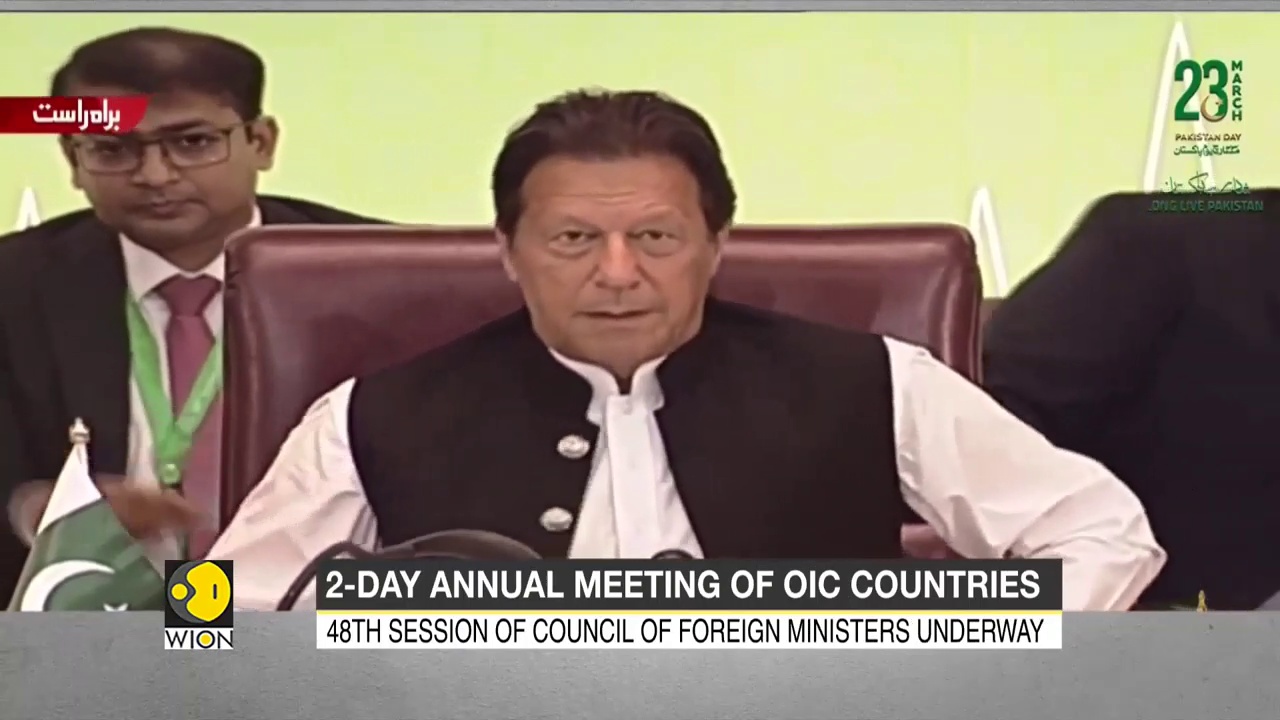 براہ راست
23
MARCH
PAKISTAN DAY
LONG LIVE PAKISTAN
2-DAY ANNUAL MEETING OF OIC COUNTRIES
48TH SESSION OF COUNCIL OF FOREIGN MINISTERS UNDERWAY
WION